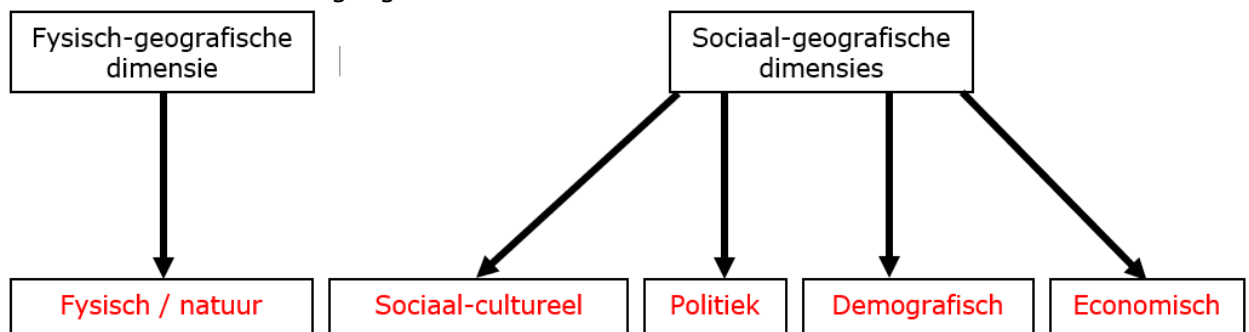 Fysisch-geografische
dimensie
Sociaal-geografische
dimensies
Fysisch / natuur
Sociaal-cultureel
Politiek
Demografisch
Economisch